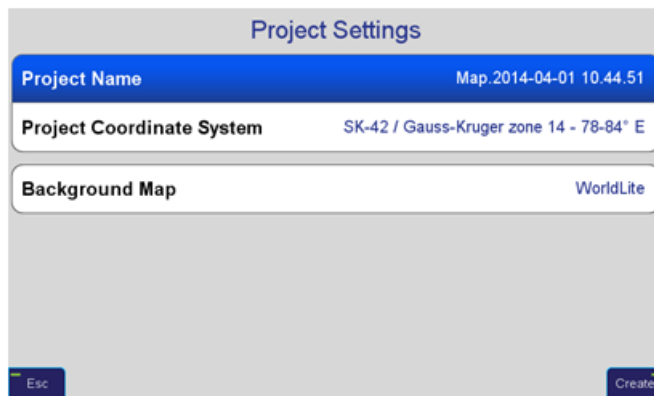 Project Settings
Project Name Map.2014-04-01 10.44.51
Project Coordinate System SK-42 / Gauss-Kruger zone 14 - 78-84° E
Background Map WorldLite
Esc Create